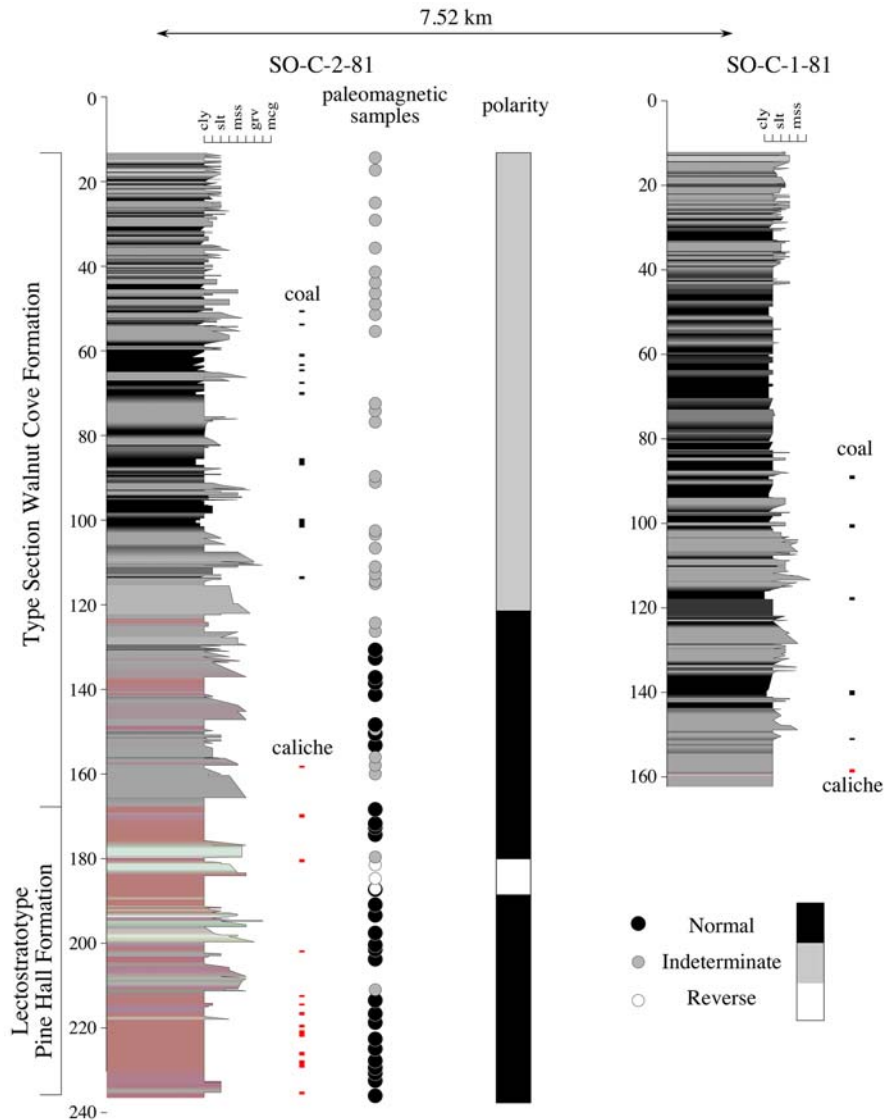 7.52 km
SO-C-2-81
SO-C-1-81
paleomagnetic
samples
polarity
cly
slt
mss
grv
mcg
cly
slt
mss
0
20
40
60
80
100
120
140
160
180
200
220
240
0
20
40
60
80
100
120
140
160
Type Section Walnut Cove Formation
Lectostratotype
Pine Hall Formation
coal
caliche
coal
caliche
Normal
Indeterminate
Reverse